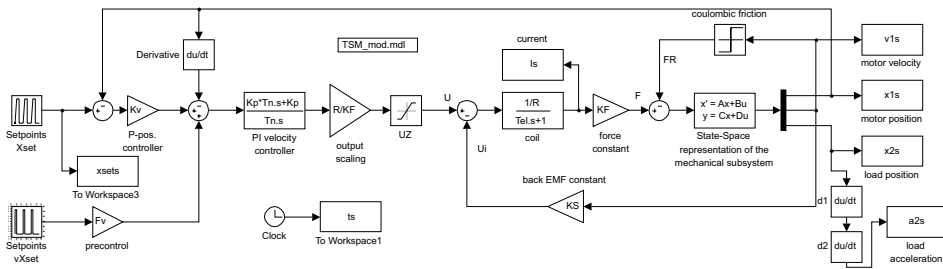 coulombic friction
v1s
motor velocity
Derivative
du/dt
TSM_mod.mdl
current
Is
FR
x1s
motor position
Setpoints
Xset
Kv
P-pos.
controller
Kp*Tn.s+Kp
Tn.s
PI velocity
controller
R/KF
output
scaling
UZ
U
Ui
1/R
Tel.s+1
coil
KF
force
constant
F
x' = Ax+Bu
y = Cx+Du
State-Space
representation of the
mechanical subsystem
x2s
load position
xsets
To Workspace3
back EMF constant
KS
Setpoints
vXset
Fv
precontrol
Clock
ts
To Workspace1
d1
du/dt
d2
du/dt
a2s
load
acceleration